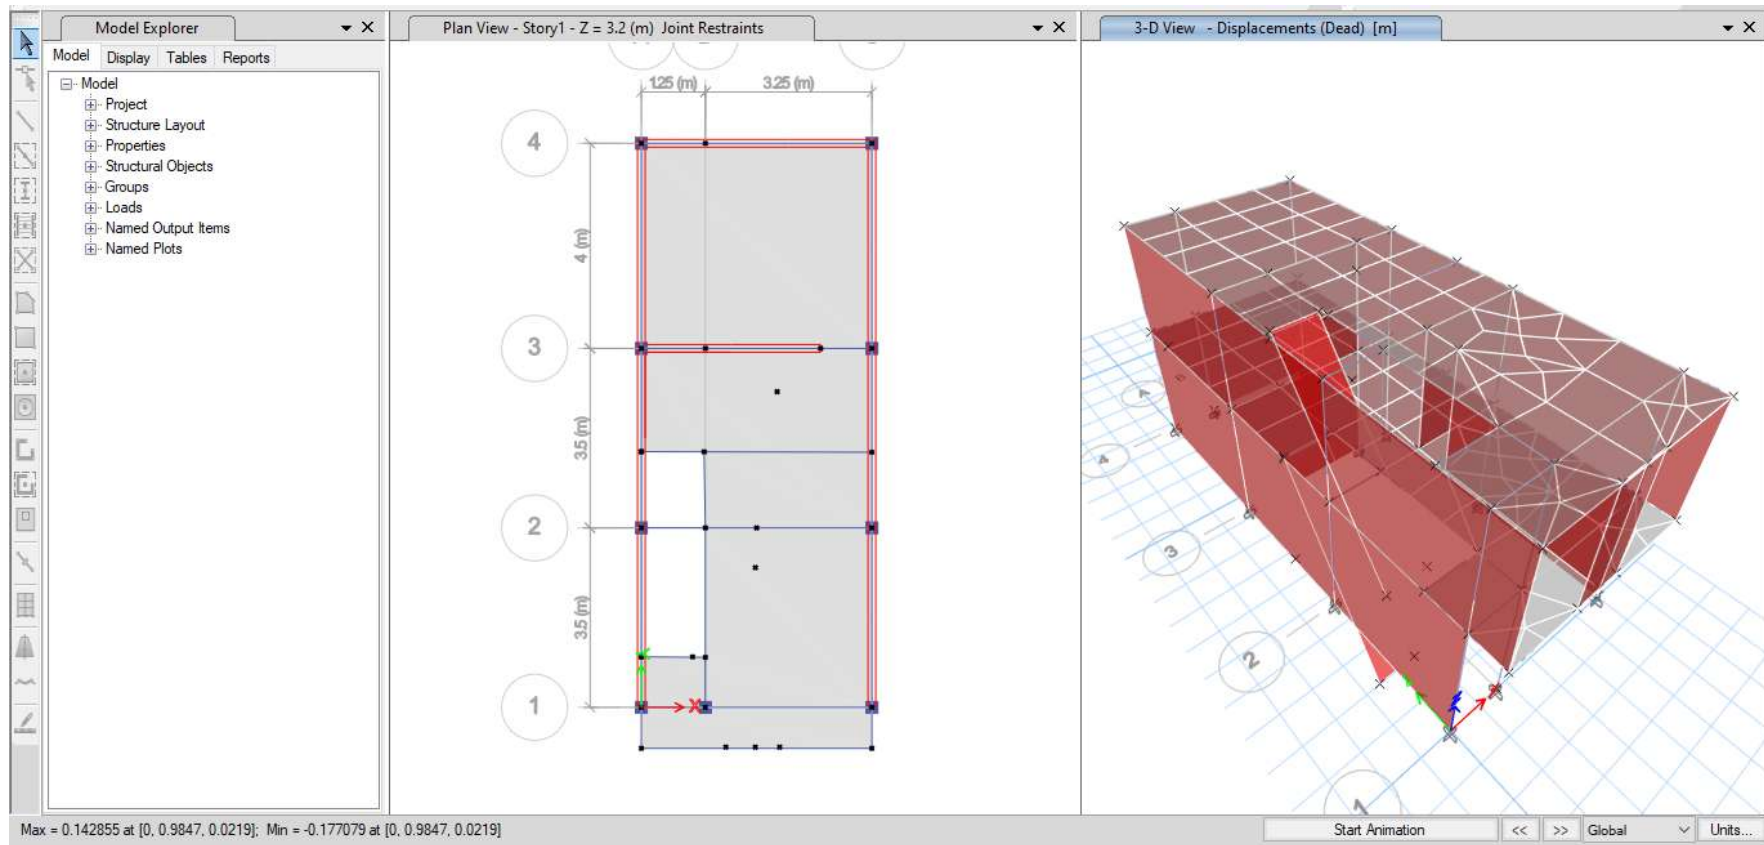 Model Explorer
Model Display Tables Reports
Model
Project
Structure Layout
Properties
Structural Objects
Groups
Loads
Named Output Items
Named Plots
Plan View - Story1 - Z = 3.2 (m) Joint Restraints
1.25 (m) 3.25 (m)
4
4 (m)
3
3.5 (m)
2
3.5 (m)
1
X
3-D View - Displacements (Dead) [m]
4
3
2
1
Max = 0.142855 at [0, 0.9847, 0.0219]; Min = -0.177079 at [0, 0.9847, 0.0219]
Start Animation << >> Global Units...